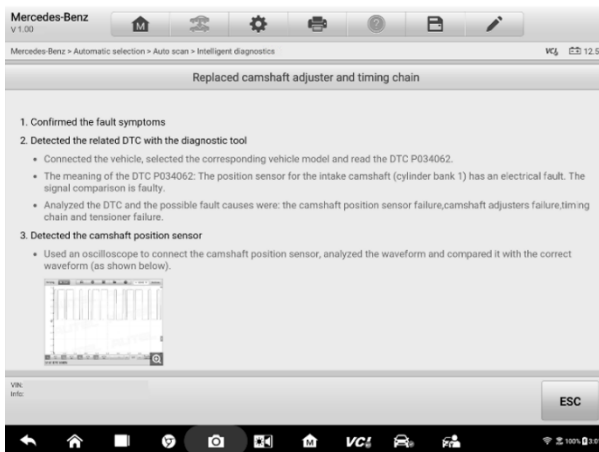 Mercedes-Benz
V 1.00
Mercedes-Benz > Automatic selection > Auto scan > Intelligent diagnostics
VCI 12.5
Replaced camshaft adjuster and timing chain
1. Confirmed the fault symptoms
2. Detected the related DTC with the diagnostic tool
• Connected the vehicle, selected the corresponding vehicle model and read the DTC P034062.
• The meaning of the DTC P034062: The position sensor for the intake camshaft (cylinder bank 1) has an electrical fault. The
signal comparison is faulty.
• Analyzed the DTC and the possible fault causes were: the camshaft position sensor failure,camshaft adjusters failure,timing
chain and tensioner failure.
3. Detected the camshaft position sensor
• Used an oscilloscope to connect the camshaft position sensor, analyzed the waveform and compared it with the correct
waveform (as shown below).
VIN:
Info:
ESC
M
VCI
100%